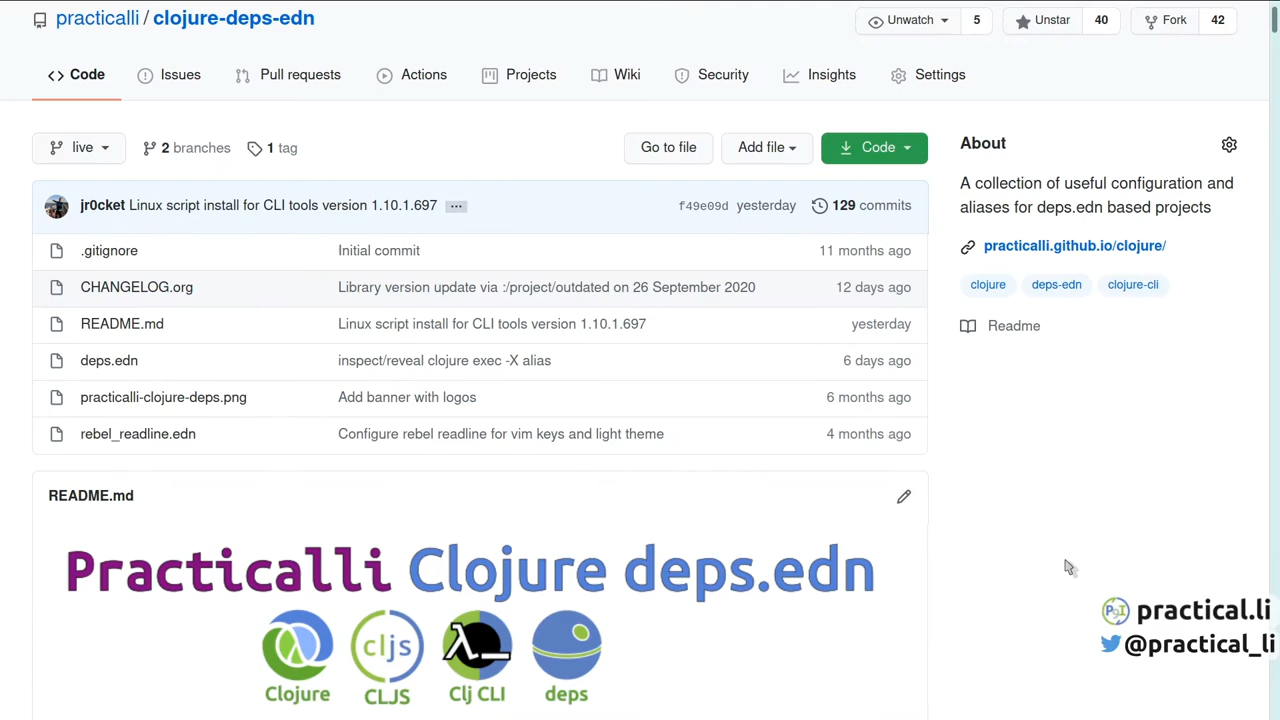 practicalli / clojure-deps-edn
Unwatch 5 Unstar 40 Fork 42
Code Issues Pull requests Actions Projects Wiki Security Insights Settings
live 2 branches 1 tag Go to file Add file Code
jr0cket Linux script install for CLI tools version 1.10.1.697 ... f49e09d yesterday 129 commits
.gitignore Initial commit 11 months ago
CHANGELOG.org Library version update via :/project/outdated on 26 September 2020 12 days ago
README.md Linux script install for CLI tools version 1.10.1.697 yesterday
deps.edn inspect/reveal clojure exec -X alias 6 days ago
practicalli-clojure-deps.png Add banner with logos 6 months ago
rebel_readline.edn Configure rebel readline for vim keys and light theme 4 months ago
About
A collection of useful configuration and
aliases for deps.edn based projects
practicalli.github.io/clojure/
clojure deps-edn clojure-cli
Readme
README.md
Practicalli Clojure deps.edn
cljs
Clojure CLJS Clj CLI deps
practical.li
@practical_li